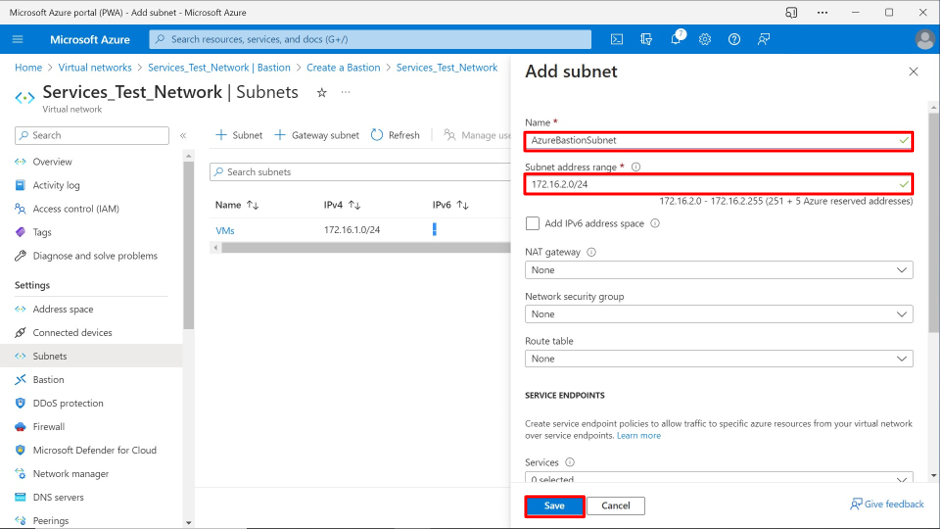 Microsoft Azure portal (PWA) - Add subnet - Microsoft Azure
Microsoft Azure
Search resources, services, and docs (G+/)
7
Home > Virtual networks > Services_Test_Network | Bastion > Create a Bastion > Services_Test_Network
Services_Test_Network | Subnets
Virtual network
Search
Overview
Activity log
Access control (IAM)
Tags
Diagnose and solve problems
Settings
Address space
Connected devices
Subnets
Bastion
DDoS protection
Firewall
Microsoft Defender for Cloud
Network manager
DNS servers
Peerings
+ Subnet + Gateway subnet Refresh Manage use
Search subnets
Name IPv4 IPv6
VMs 172.16.1.0/24
Add subnet
Name *
AzureBastionSubnet
Subnet address range *
172.16.2.0/24
172.16.2.0 - 172.16.2.255 (251 + 5 Azure reserved addresses)
Add IPv6 address space
NAT gateway
None
Network security group
None
Route table
None
SERVICE ENDPOINTS
Create service endpoint policies to allow traffic to specific azure resources from your virtual network
over service endpoints. Learn more
Services
0 selected
Save Cancel
Give feedback